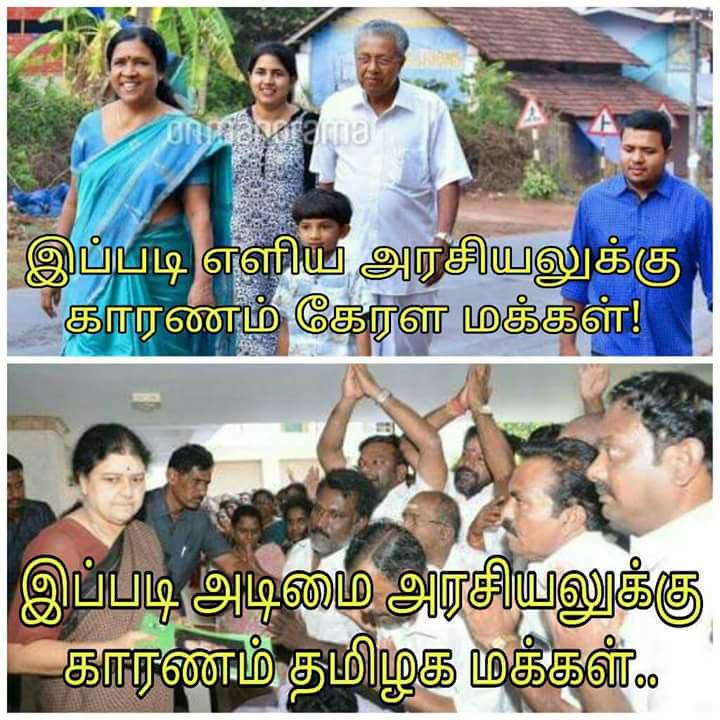 onmanorama
இப்படி எளிய அரசியலுக்கு
காரணம் கேரள மக்கள்!
இப்படி அடிமை அரசியலுக்கு
காரணம் தமிழக மக்கள்..